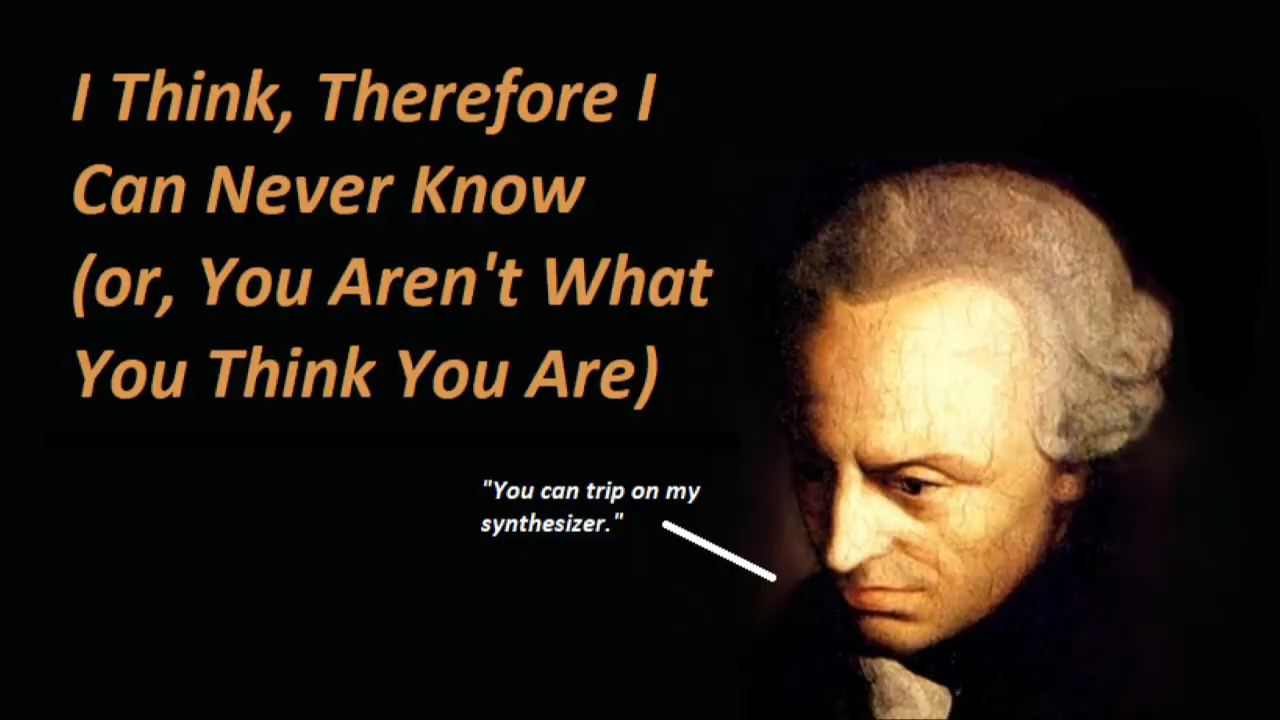 I Think, Therefore I
Can Never Know
(or, You Aren't What
You Think You Are)
"You can trip on my
synthesizer."